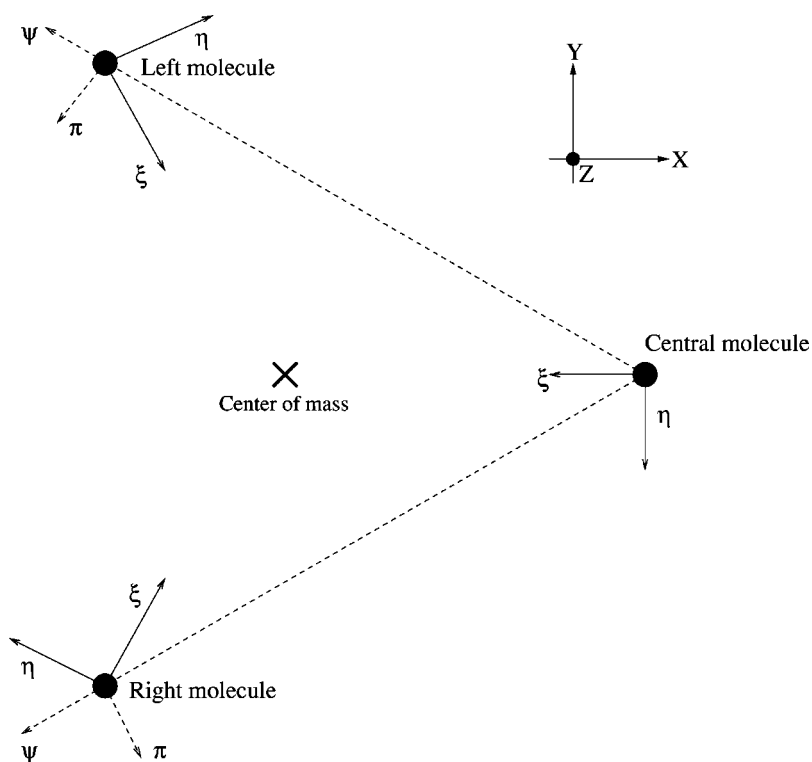 ψ
η
Left molecule
π
ξ
Y
X
Z
Central molecule
ξ
η
Center of mass
ξ
η
Right molecule
ψ
π